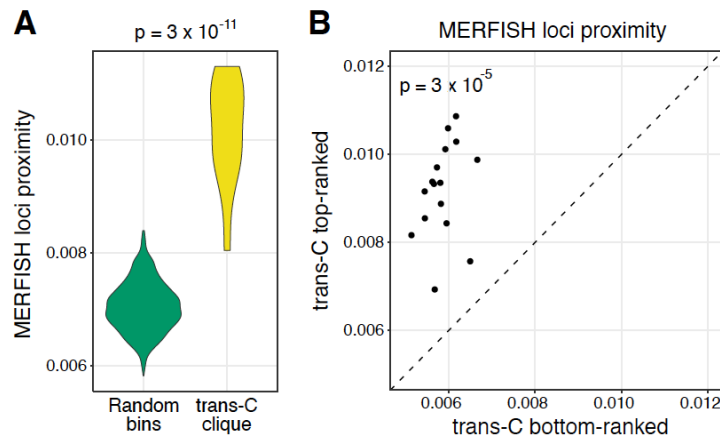 A
p = 3 x 10⁻¹¹
MERFISH loci proximity
0.010
0.008
0.006
Random
bins
trans-C
clique
B
MERFISH loci proximity
p = 3 x 10⁻⁵
trans-C top-ranked
0.012
0.010
0.008
0.006
0.006
0.008
0.010
0.012
trans-C bottom-ranked